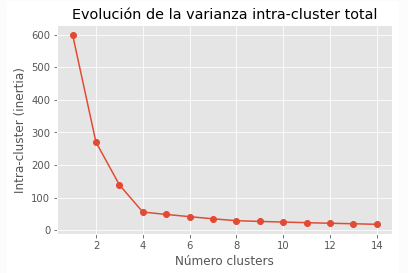 Evolución de la varianza intra-cluster total
600
500
400
300
200
100
0
Intra-cluster (inertia)
2 4 6 8 10 12 14
Número clusters